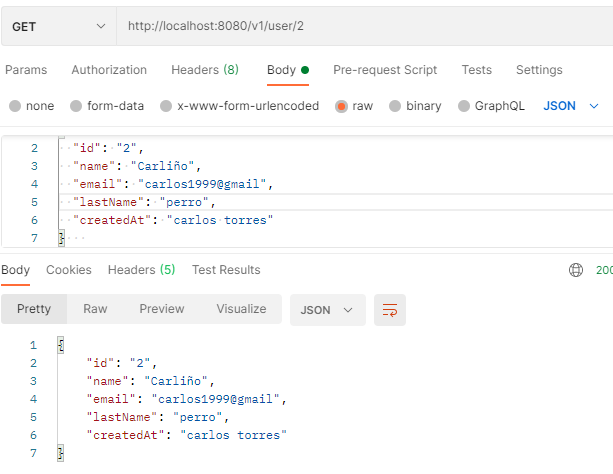 GET http://localhost:8080/v1/user/2
Params Authorization Headers (8) Body Pre-request Script Tests Settings
none form-data x-www-form-urlencoded raw binary GraphQL JSON
2 "id": "2",
3 "name": "Carliño",
4 "email": "carlos1999@gmail",
5 "lastName": "perro",
6 "createdAt": "carlos torres"
7 }
Body Cookies Headers (5) Test Results 200
Pretty Raw Preview Visualize JSON
1 {
2 "id": "2",
3 "name": "Carliño",
4 "email": "carlos1999@gmail",
5 "lastName": "perro",
6 "createdAt": "carlos torres"
7 }